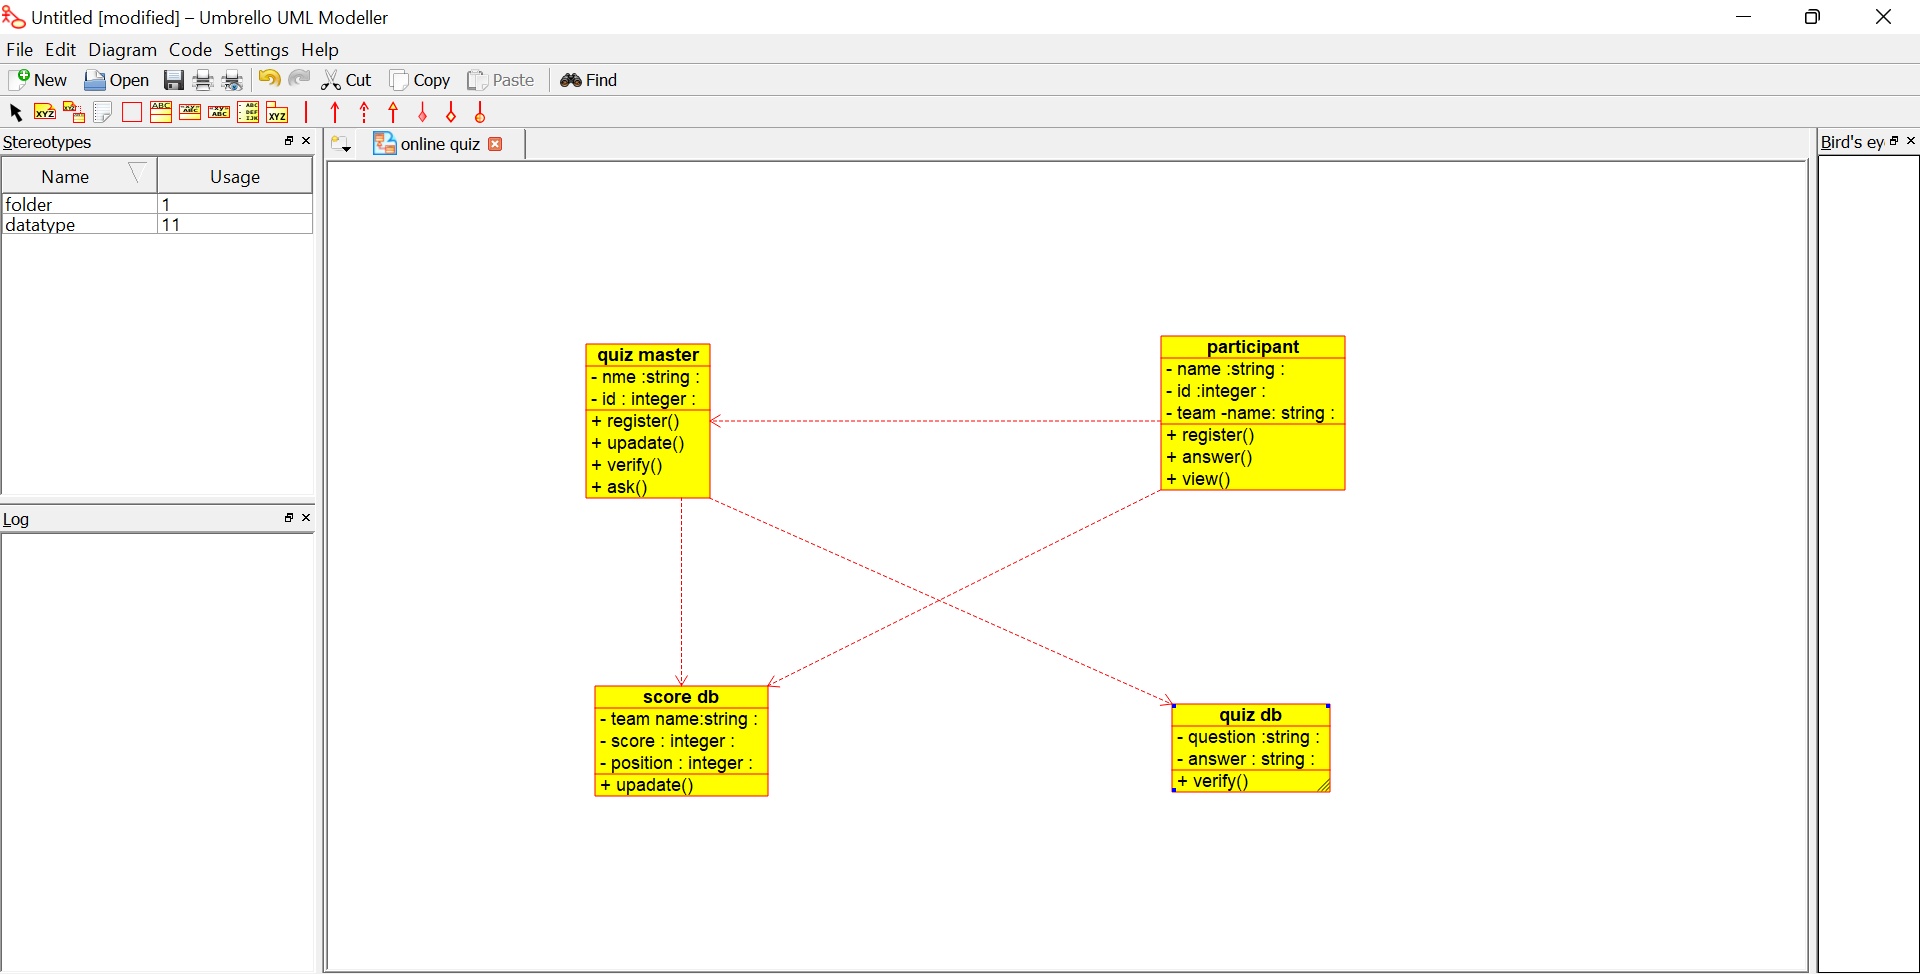 Untitled [modified] – Umbrello UML Modeller
File Edit Diagram Code Settings Help
New Open Cut Copy Paste Find
Stereotypes
Name Usage
folder 1
datatype 11
Log
online quiz
Bird's ey
quiz master
- nme :string :
- id : integer :
+ register()
+ upadate()
+ verify()
+ ask()
participant
- name :string :
- id :integer :
- team -name: string :
+ register()
+ answer()
+ view()
score db
- team name:string :
- score : integer :
- position : integer :
+ upadate()
quiz db
- question :string :
- answer : string :
+ verify()